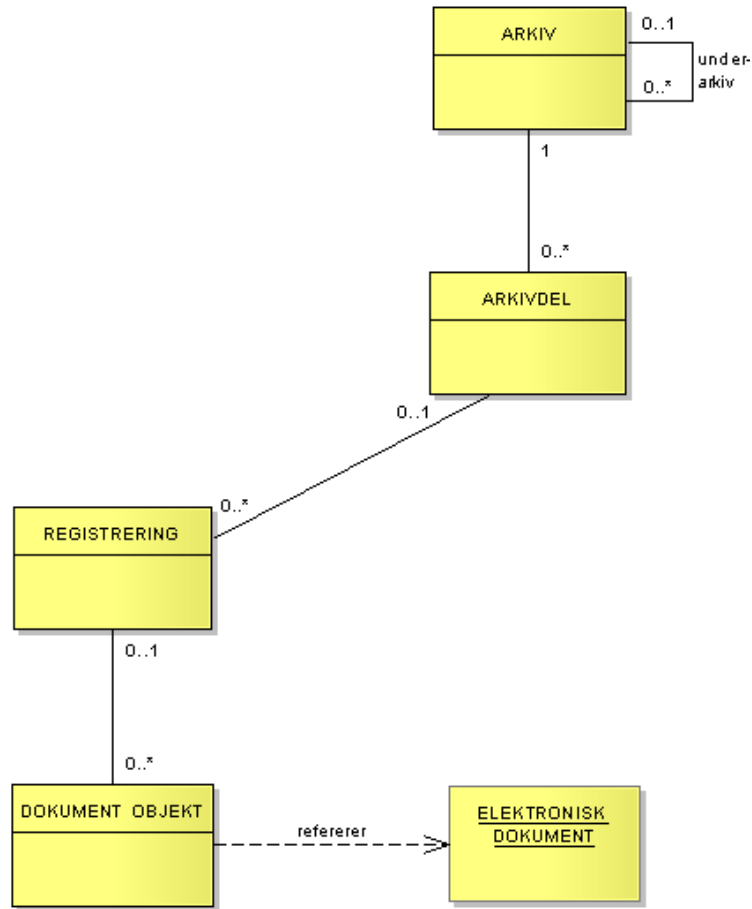 ARKIV
0..1
under-
arkiv
0..*
1
0..*
ARKIVDEL
0..1
0..*
REGISTRERING
0..1
0..*
DOKUMENT OBJEKT
refererer
ELEKTRONISK
DOKUMENT